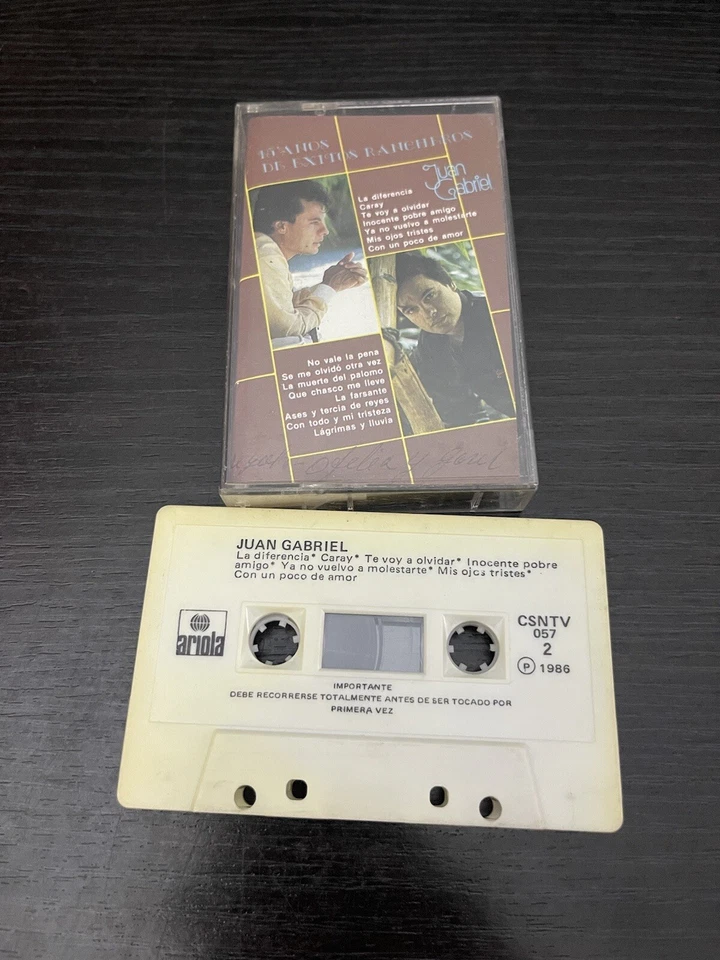 15 AÑOS
DE EXITOS RANCHEROS
Juan
Gabriel
La diferencia
Caray
Te voy a olvidar
Inocente pobre amigo
Ya no vuelvo a molestarte
Mis ojos tristes
Con un poco de amor
No vale la pena
Se me olvidó otra vez
La muerte del palomo
Que chasco me lleve
La farsante
Ases y tercia de reyes
Con todo y mi tristeza
Lágrimas y lluvia
JUAN GABRIEL
La diferencia* Caray* Te voy a olvidar* Inocente pobre
amigo* Ya no vuelvo a molestarte* Mis ojos tristes*
Con un poco de amor
ariola
CSNTV
057
2
℗ 1986
IMPORTANTE
DEBE RECORRERSE TOTALMENTE ANTES DE SER TOCADO POR
PRIMERA VEZ